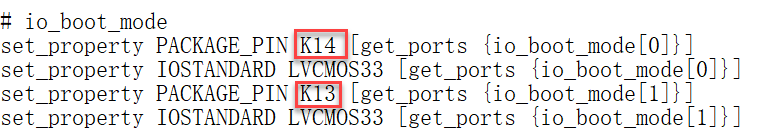 # io_boot_mode
set_property PACKAGE_PIN K14 [get_ports {io_boot_mode[0]}]
set_property IOSTANDARD LVCMOS33 [get_ports {io_boot_mode[0]}]
set_property PACKAGE_PIN K13 [get_ports {io_boot_mode[1]}]
set_property IOSTANDARD LVCMOS33 [get_ports {io_boot_mode[1]}]